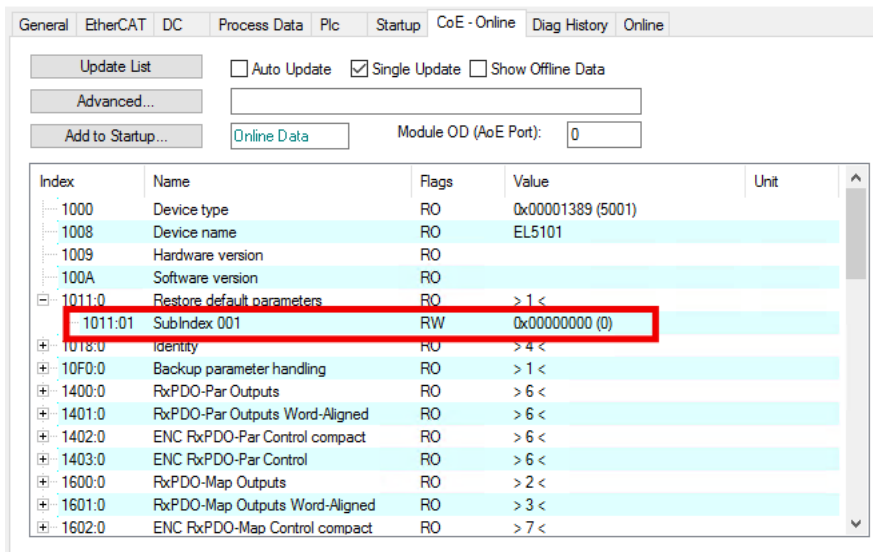 General EtherCAT DC Process Data Plc Startup CoE - Online Diag History Online
Update List Auto Update Single Update Show Offline Data
Advanced...
Add to Startup... Online Data Module OD (AoE Port): 0
Index Name Flags Value Unit
1000 Device type RO 0x00001389 (5001)
1008 Device name RO EL5101
1009 Hardware version RO
100A Software version RO
1011:0 Restore default parameters RO > 1 <
1011:01 SubIndex 001 RW 0x00000000 (0)
1018:0 Identity RO > 4 <
10F0:0 Backup parameter handling RO > 1 <
1400:0 RxPDO-Par Outputs RO > 6 <
1401:0 RxPDO-Par Outputs Word-Aligned RO > 6 <
1402:0 ENC RxPDO-Par Control compact RO > 6 <
1403:0 ENC RxPDO-Par Control RO > 6 <
1600:0 RxPDO-Map Outputs RO > 2 <
1601:0 RxPDO-Map Outputs Word-Aligned RO > 3 <
1602:0 ENC RxPDO-Map Control compact RO > 7 <